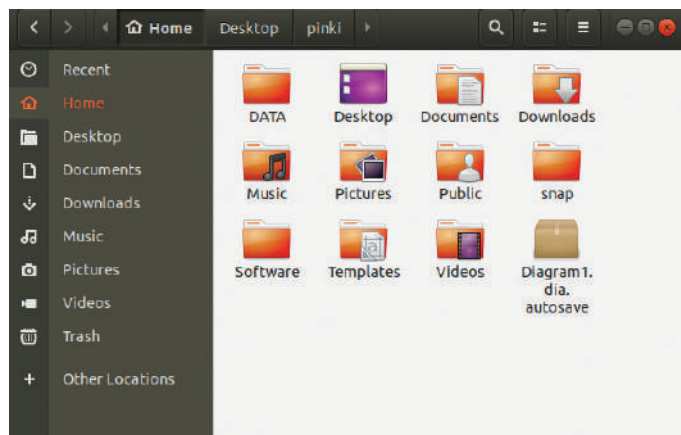 Home Desktop pinki
Recent
Home
Desktop
Documents
Downloads
Music
Pictures
Videos
Trash
Other Locations
DATA Desktop Documents Downloads
Music Pictures Public snap
Software Templates Videos Diagram1.
dia.
autosave